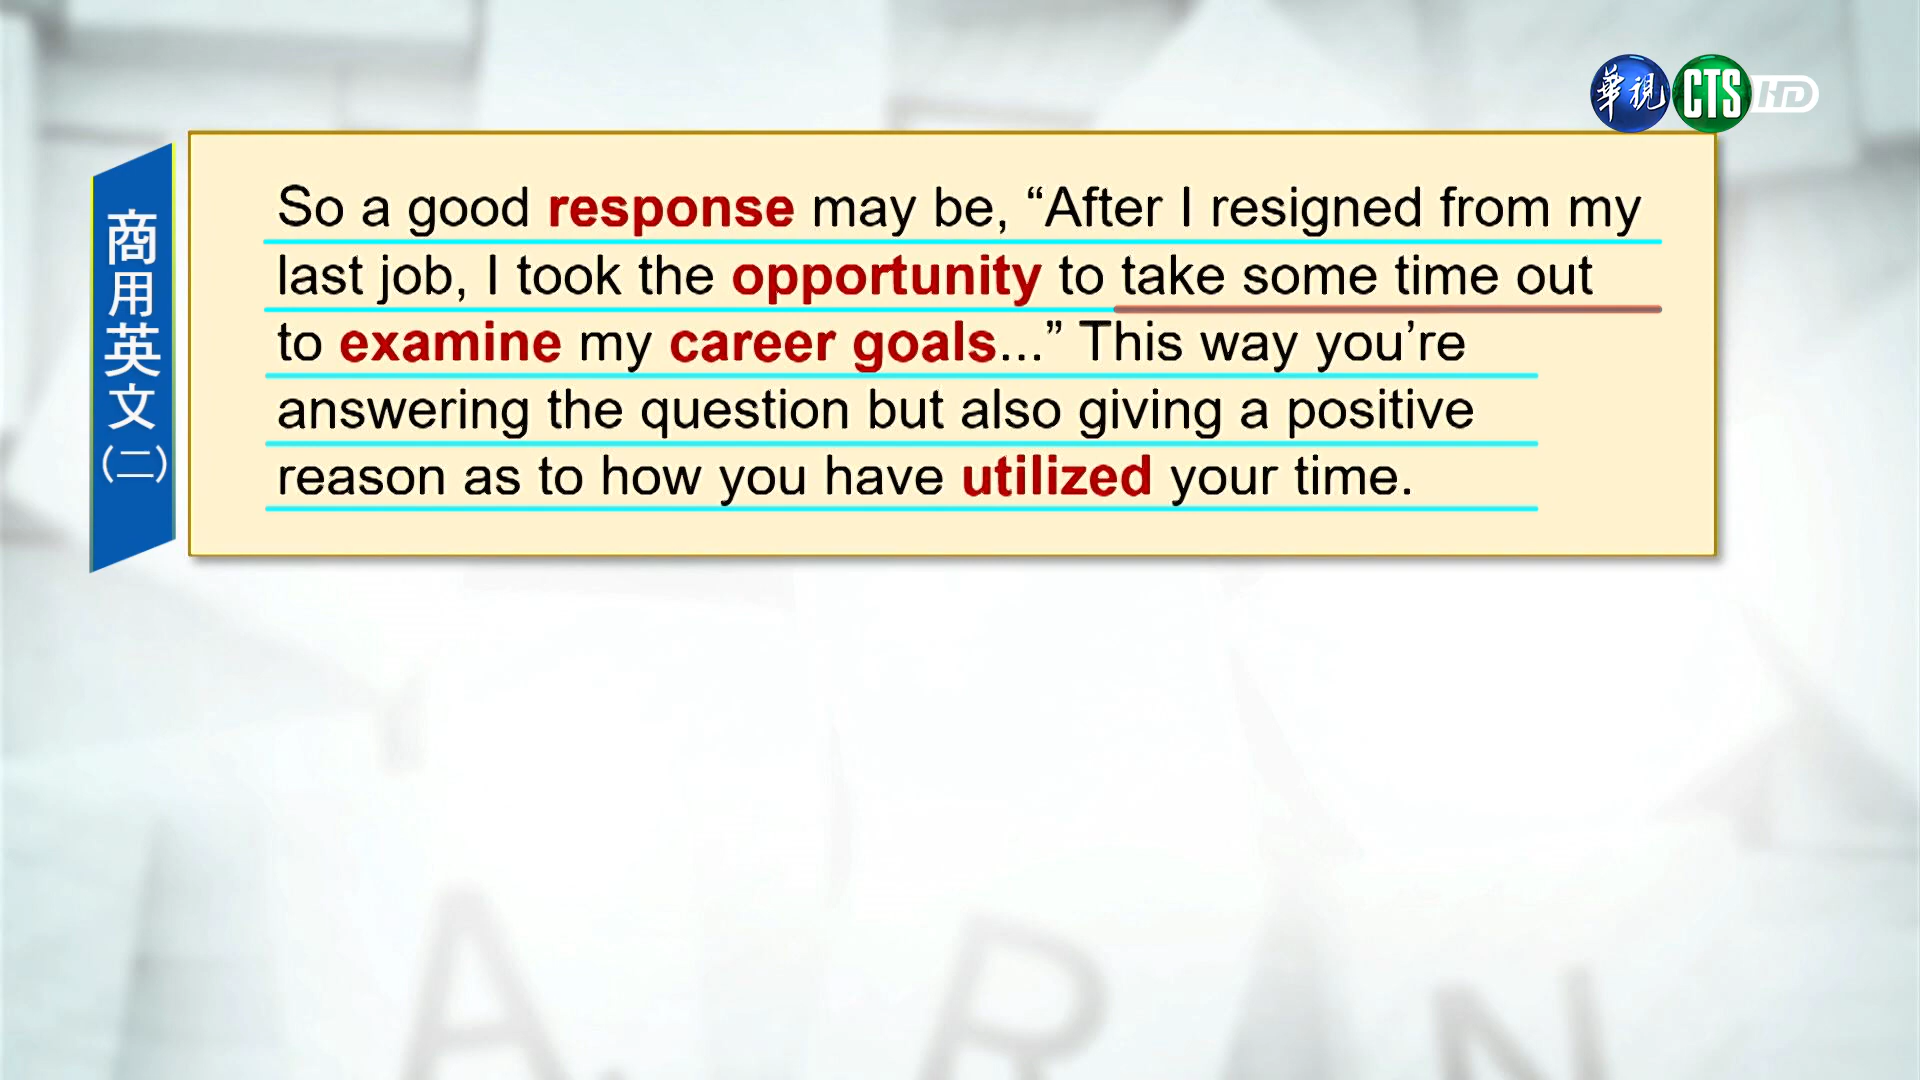 華視 CTS HD
商用英文(二)
So a good response may be, “After I resigned from my
last job, I took the opportunity to take some time out
to examine my career goals...” This way you’re
answering the question but also giving a positive
reason as to how you have utilized your time.
A R N